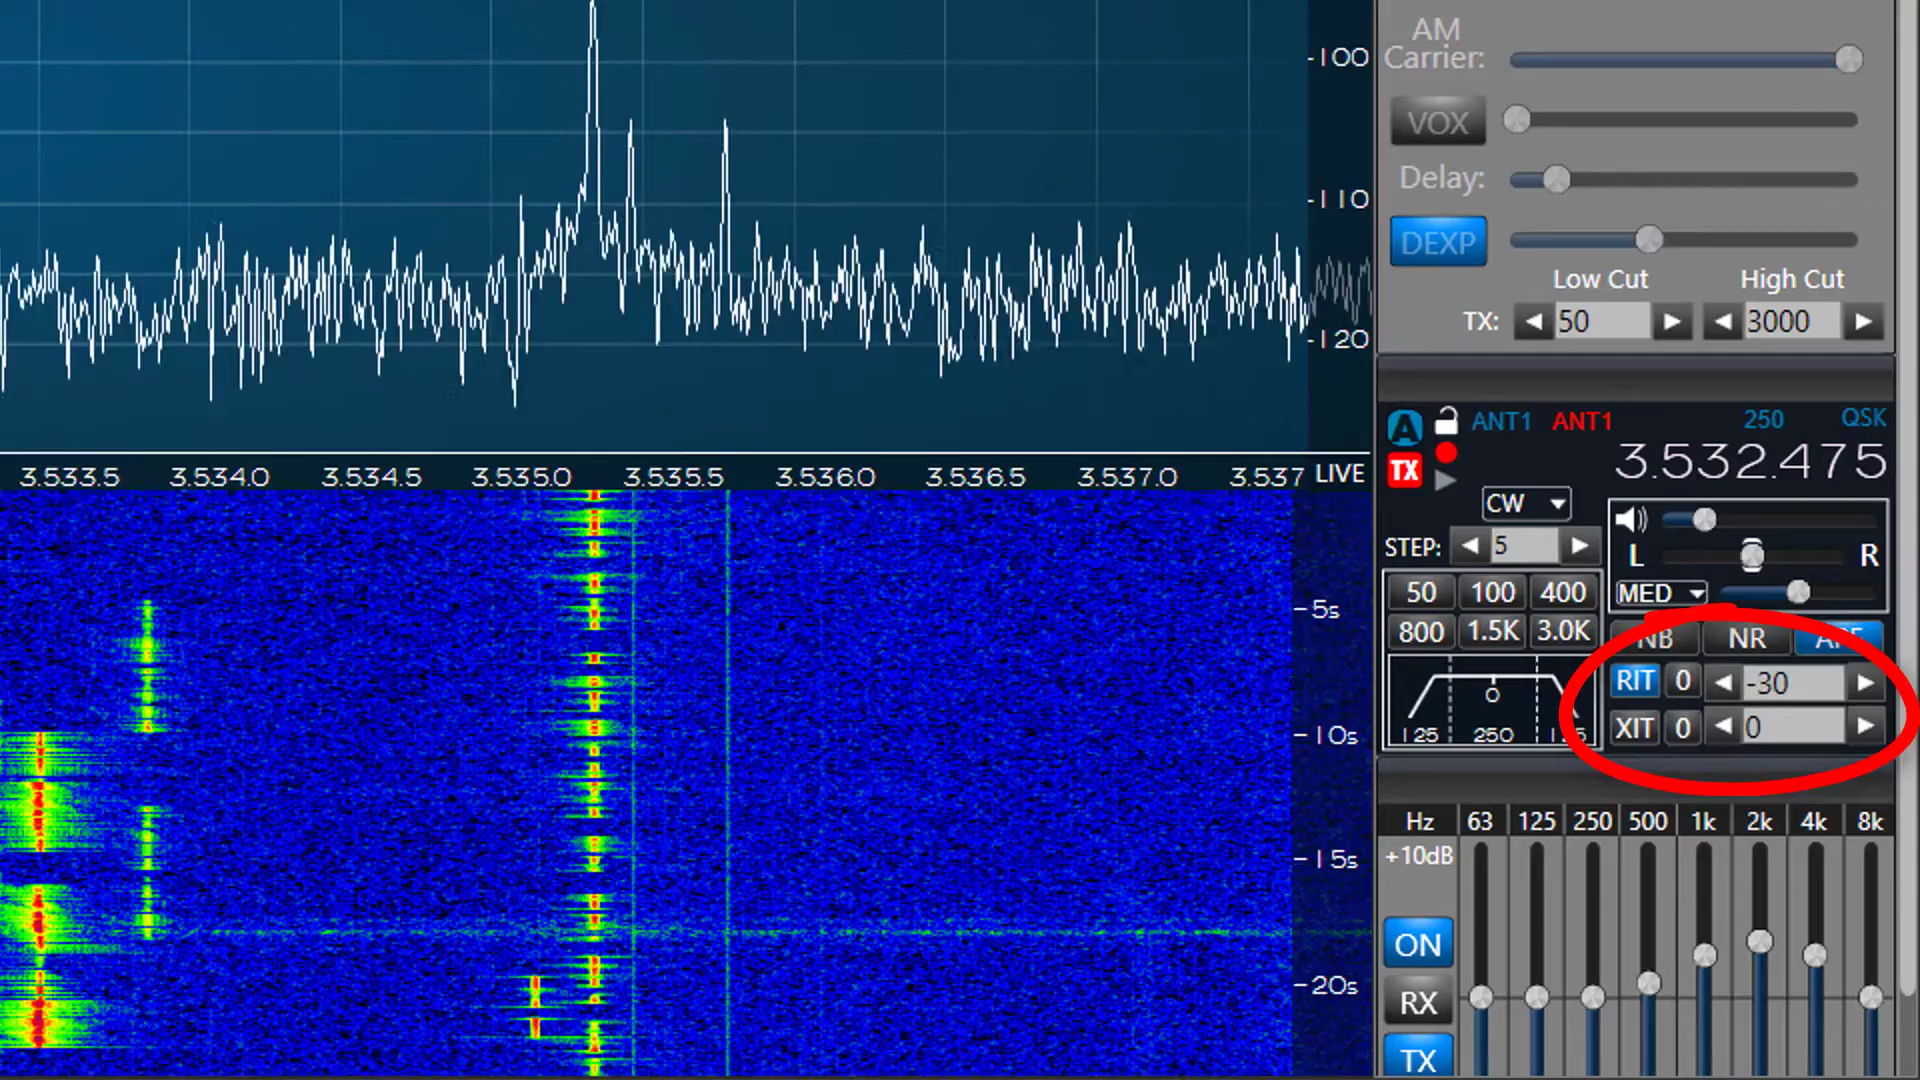 -100
-110
-120
3.533.5 3.534.0 3.534.5 3.535.0 3.535.5 3.536.0 3.536.5 3.537.0 3.537 LIVE
5s
10s
15s
20s
AM
Carrier:
VOX
Delay:
DEXP
Low Cut High Cut
TX: 50 3000
A ANT1 ANT1 250 QSK
TX 3.532.475
CW
STEP: 5
L R
50 100 400
MED
800 1.5K 3.0K
NB NR APF
0
125 250 125
RIT 0 -30
XIT 0 0
Hz 63 125 250 500 1k 2k 4k 8k
+10dB
ON
RX
TX